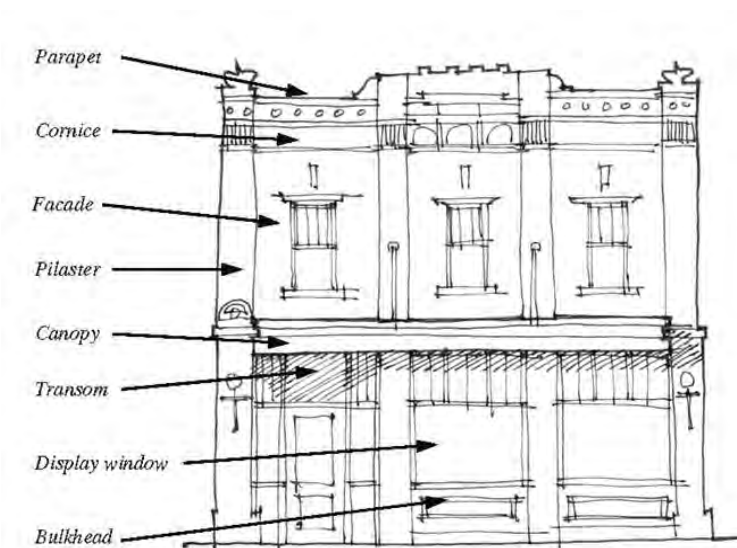 Parapet
Cornice
Facade
Pilaster
Canopy
Transom
Display window
Bulkhead